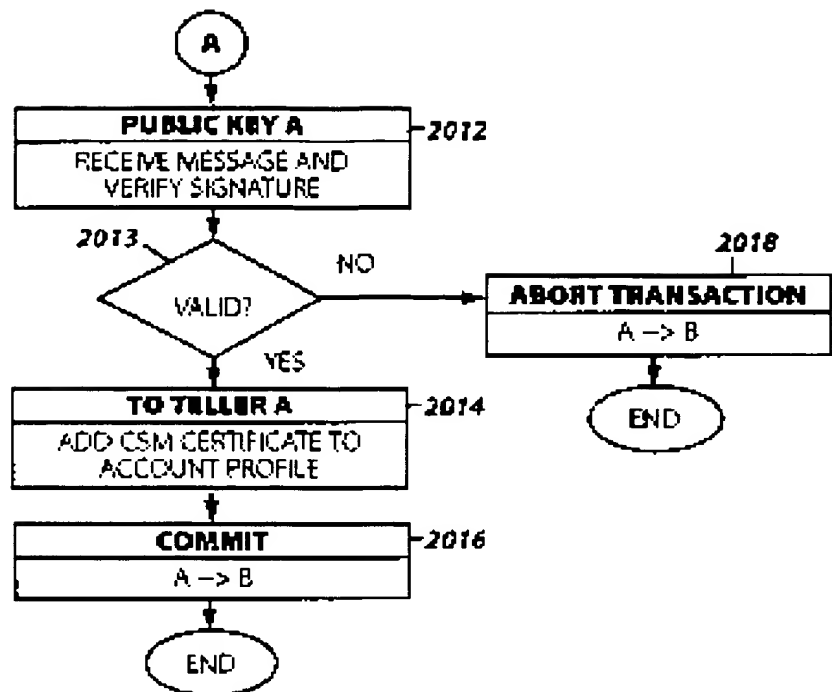 A
PUBLIC KEY A
2012
RECEIVE MESSAGE AND
VERIFY SIGNATURE
2013
VALID?
NO
2018
ABORT TRANSACTION
A -> B
END
YES
TO TELLER A
2014
ADD CSM CERTIFICATE TO
ACCOUNT PROFILE
COMMIT
2016
A -> B
END